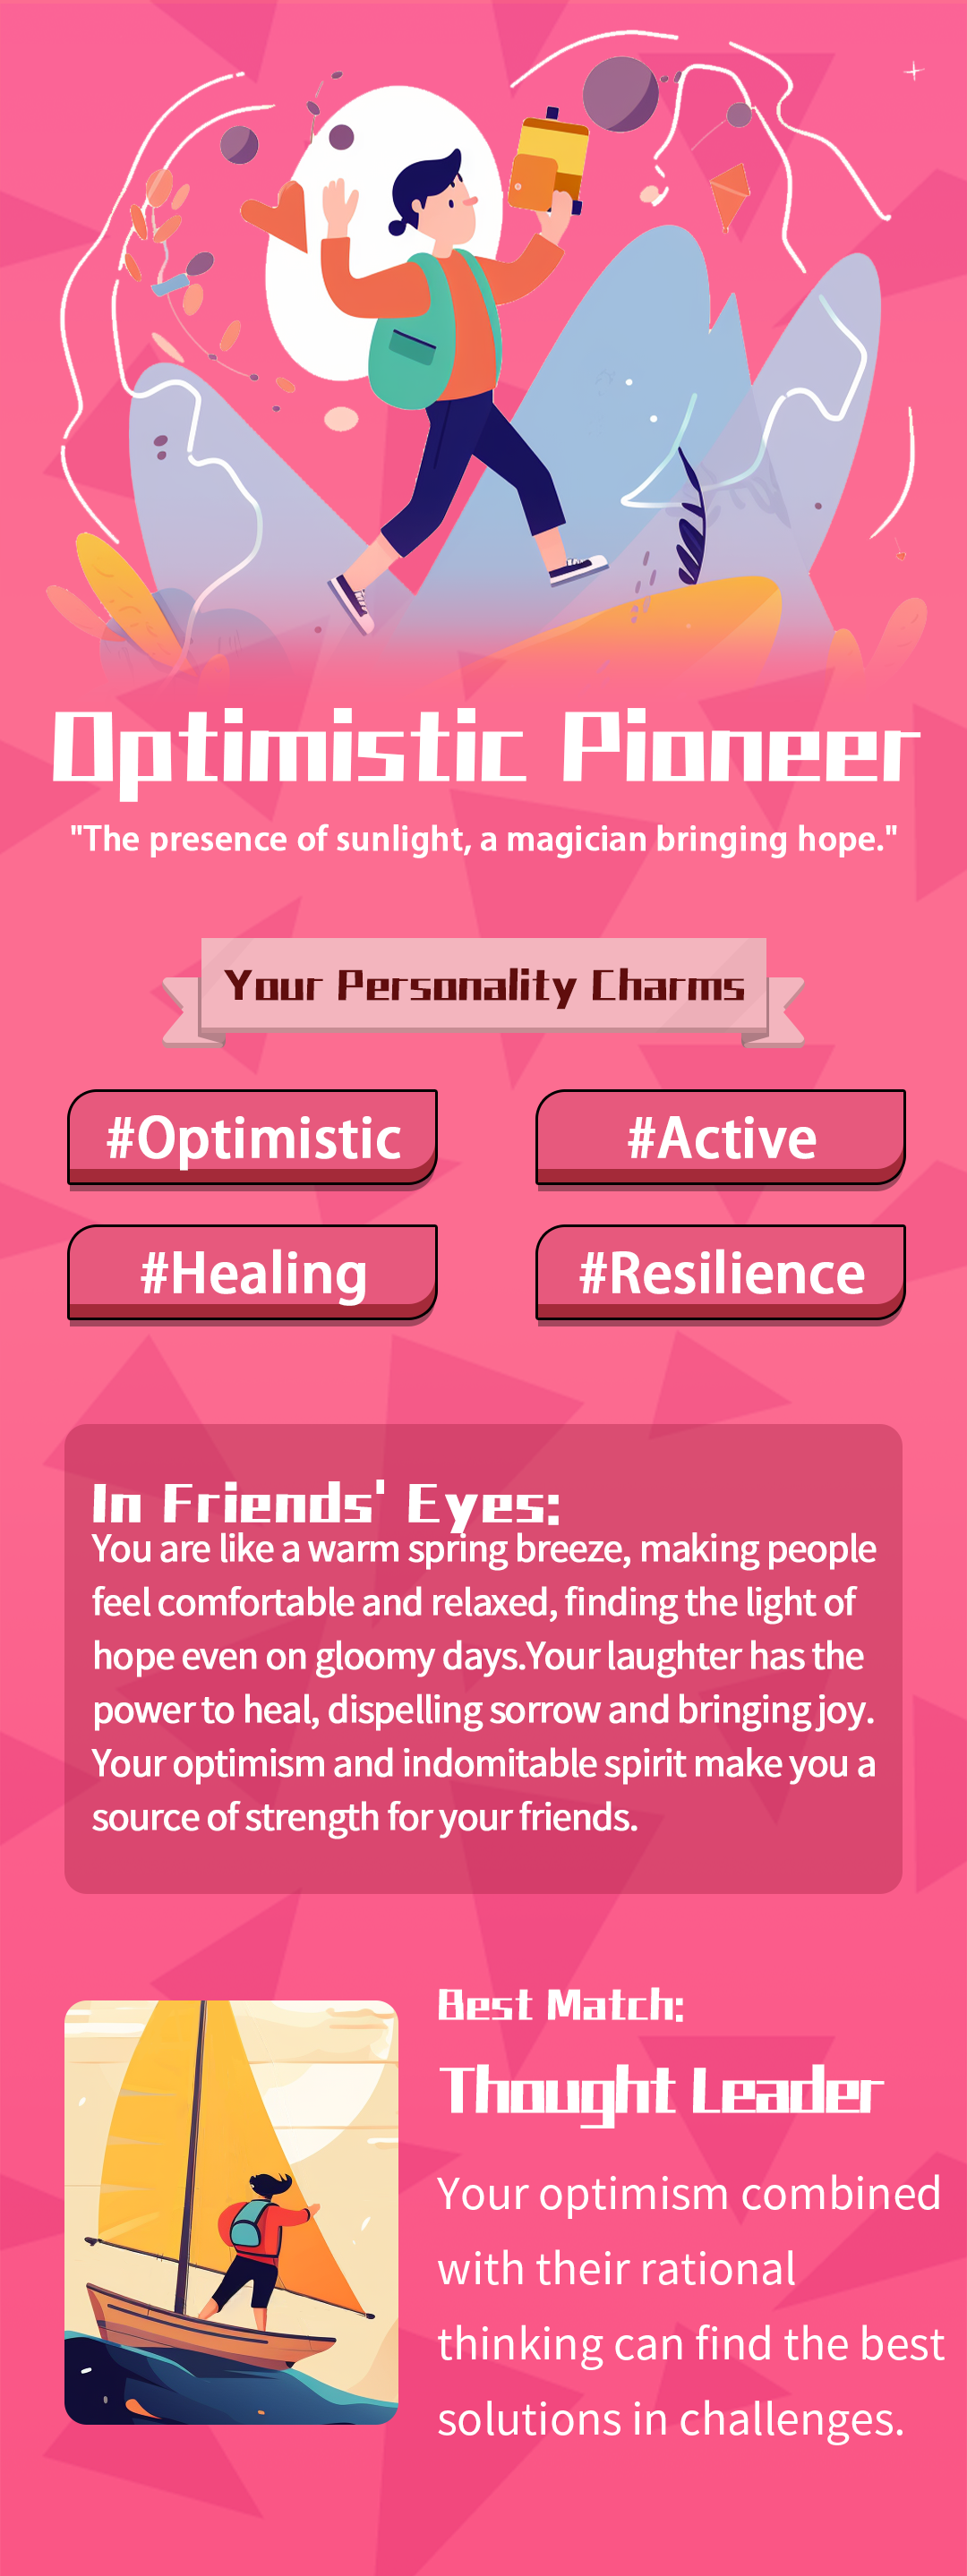 Optimistic Pioneer
"The presence of sunlight, a magician bringing hope."
Your Personality Charms
#Optimistic
#Active
#Healing
#Resilience
In Friends' Eyes:
You are like a warm spring breeze, making people
feel comfortable and relaxed, finding the light of
hope even on gloomy days.Your laughter has the
power to heal, dispelling sorrow and bringing joy.
Your optimism and indomitable spirit make you a
source of strength for your friends.
Best Match:
Thought Leader
Your optimism combined
with their rational
thinking can find the best
solutions in challenges.